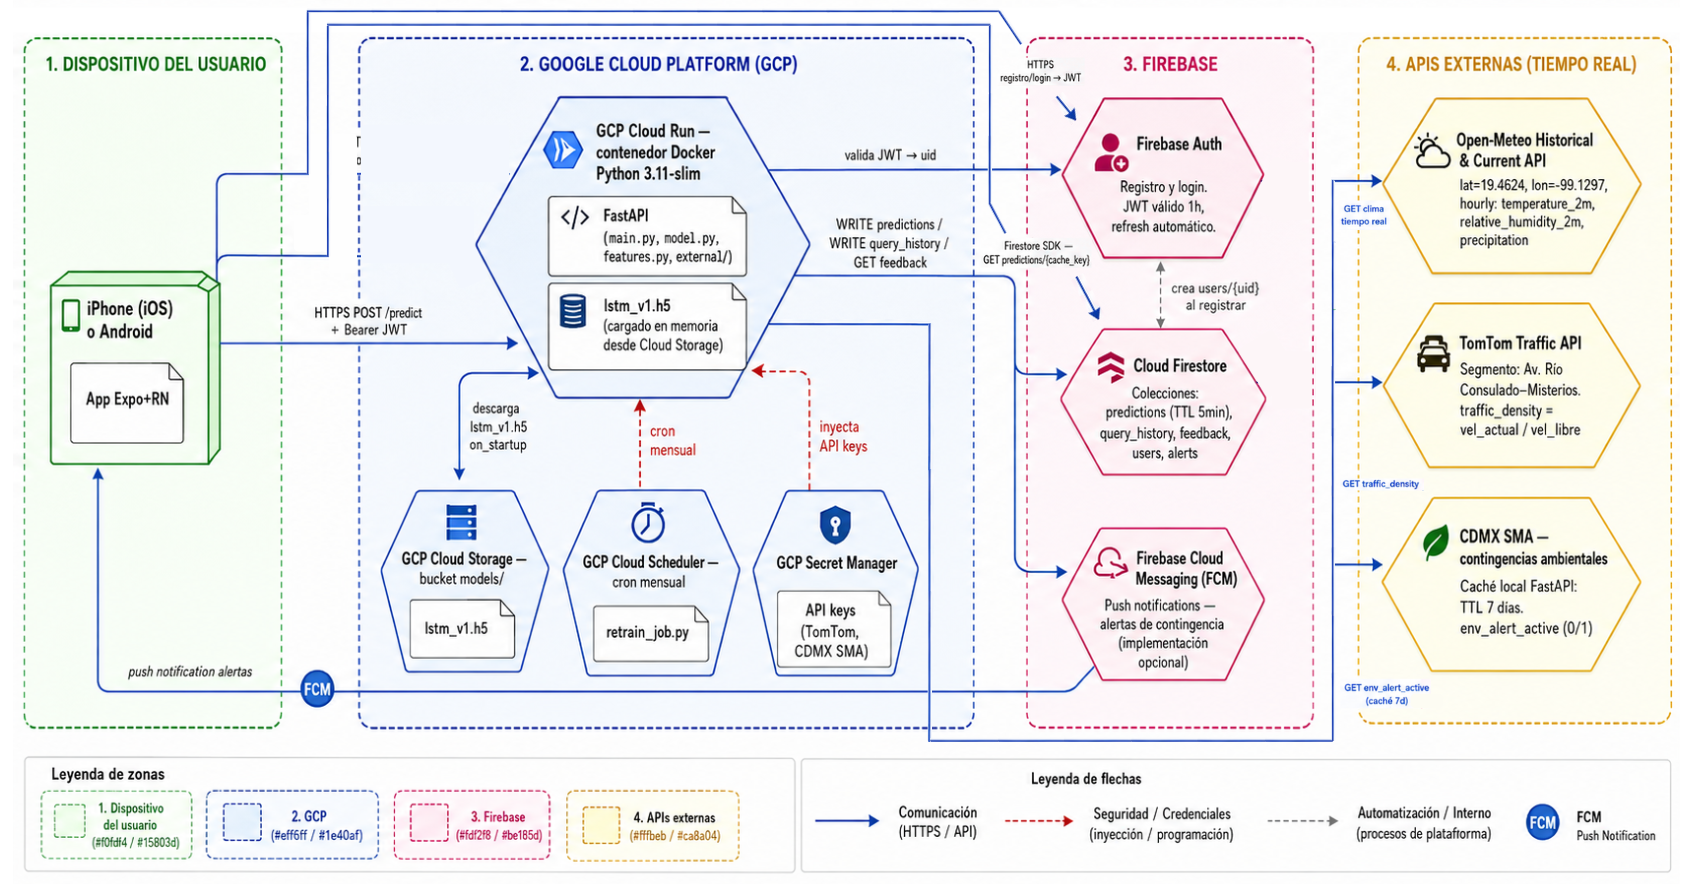 1. DISPOSITIVO DEL USUARIO
iPhone (iOS)
o Android
App Expo+RN
HTTPS POST /predict
+ Bearer JWT
push notification alertas
FCM
2. GOOGLE CLOUD PLATFORM (GCP)
GCP Cloud Run —
contenedor Docker
Python 3.11-slim
FastAPI
(main.py, model.py,
features.py, external/)
lstm_v1.h5
(cargado en memoria
desde Cloud Storage)
descarga
lstm_v1.h5
on_startup
cron
mensual
inyecta
API keys
GCP Cloud Storage —
bucket models/
lstm_v1.h5
GCP Cloud Scheduler —
cron mensual
retrain_job.py
GCP Secret Manager
API keys
(TomTom,
CDMX SMA)
valida JWT → uid
WRITE predictions /
WRITE query_history /
GET feedback
HTTPS
registro/login → JWT
Firestore SDK —
GET predictions/{cache_key}
3. FIREBASE
Firebase Auth
Registro y login.
JWT válido 1h,
refresh automático.
crea users/{uid}
al registrar
Cloud Firestore
Colecciones:
predictions (TTL 5min),
query_history, feedback,
users, alerts
Firebase Cloud
Messaging (FCM)
Push notifications —
alertas de contingencia
(implementación
opcional)
4. APIS EXTERNAS (TIEMPO REAL)
Open-Meteo Historical
& Current API
lat=19.4624, lon=-99.1297,
hourly: temperature_2m,
relative_humidity_2m,
precipitation
GET clima
tiempo real
TomTom Traffic API
Segmento: Av. Río
Consulado–Misterios.
traffic_density =
vel_actual / vel_libre
GET traffic_density
CDMX SMA —
contingencias ambientales
Caché local FastAPI:
TTL 7 días.
env_alert_active (0/1)
GET env_alert_active
(caché 7d)
Leyenda de zonas
1. Dispositivo
del usuario
(#f0fdf4 / #15803d)
2. GCP
(#eff6ff / #1e40af)
3. Firebase
(#fdf2f8 / #be185d)
4. APIs externas
(#fffbeb / #ca8a04)
Leyenda de flechas
Comunicación
(HTTPS / API)
Seguridad / Credenciales
(inyección / programación)
Automatización / Interno
(procesos de plataforma)
FCM
FCM
Push Notification